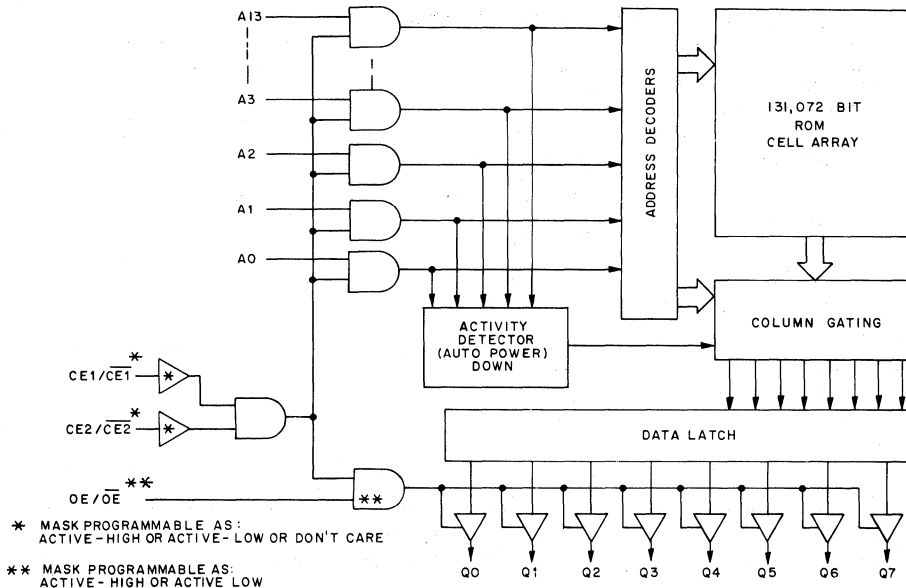 A13
A3
A2
A1
A0
ADDRESS DECODERS
131,072 BIT
ROM
CELL ARRAY
ACTIVITY
DETECTOR
(AUTO POWER)
DOWN
COLUMN GATING
CE1/CE1 *
*
CE2/CE2 *
*
DATA LATCH
OE/OE **
**
* MASK PROGRAMMABLE AS:
ACTIVE-HIGH OR ACTIVE-LOW OR DON'T CARE
** MASK PROGRAMMABLE AS:
ACTIVE- HIGH OR ACTIVE LOW
Q0 Q1 Q2 Q3 Q4 Q5 Q6 Q7